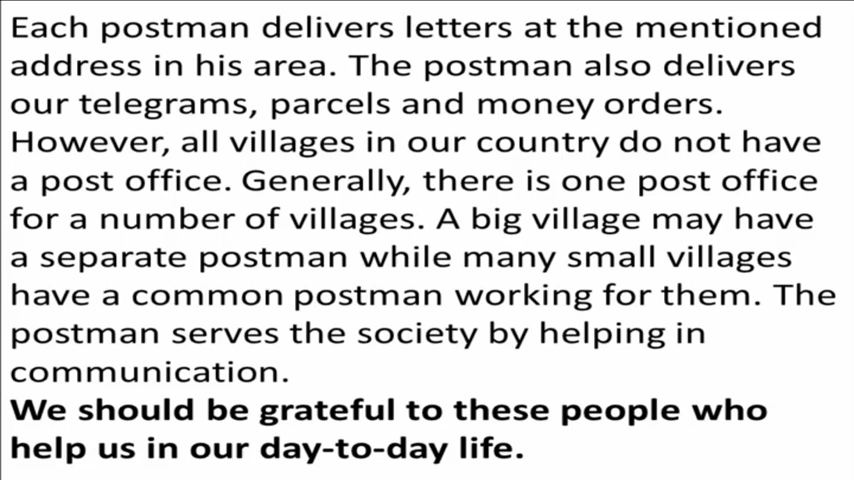 Each postman delivers letters at the mentioned
address in his area. The postman also delivers
our telegrams, parcels and money orders.
However, all villages in our country do not have
a post office. Generally, there is one post office
for a number of villages. A big village may have
a separate postman while many small villages
have a common postman working for them. The
postman serves the society by helping in
communication.
We should be grateful to these people who
help us in our day-to-day life.